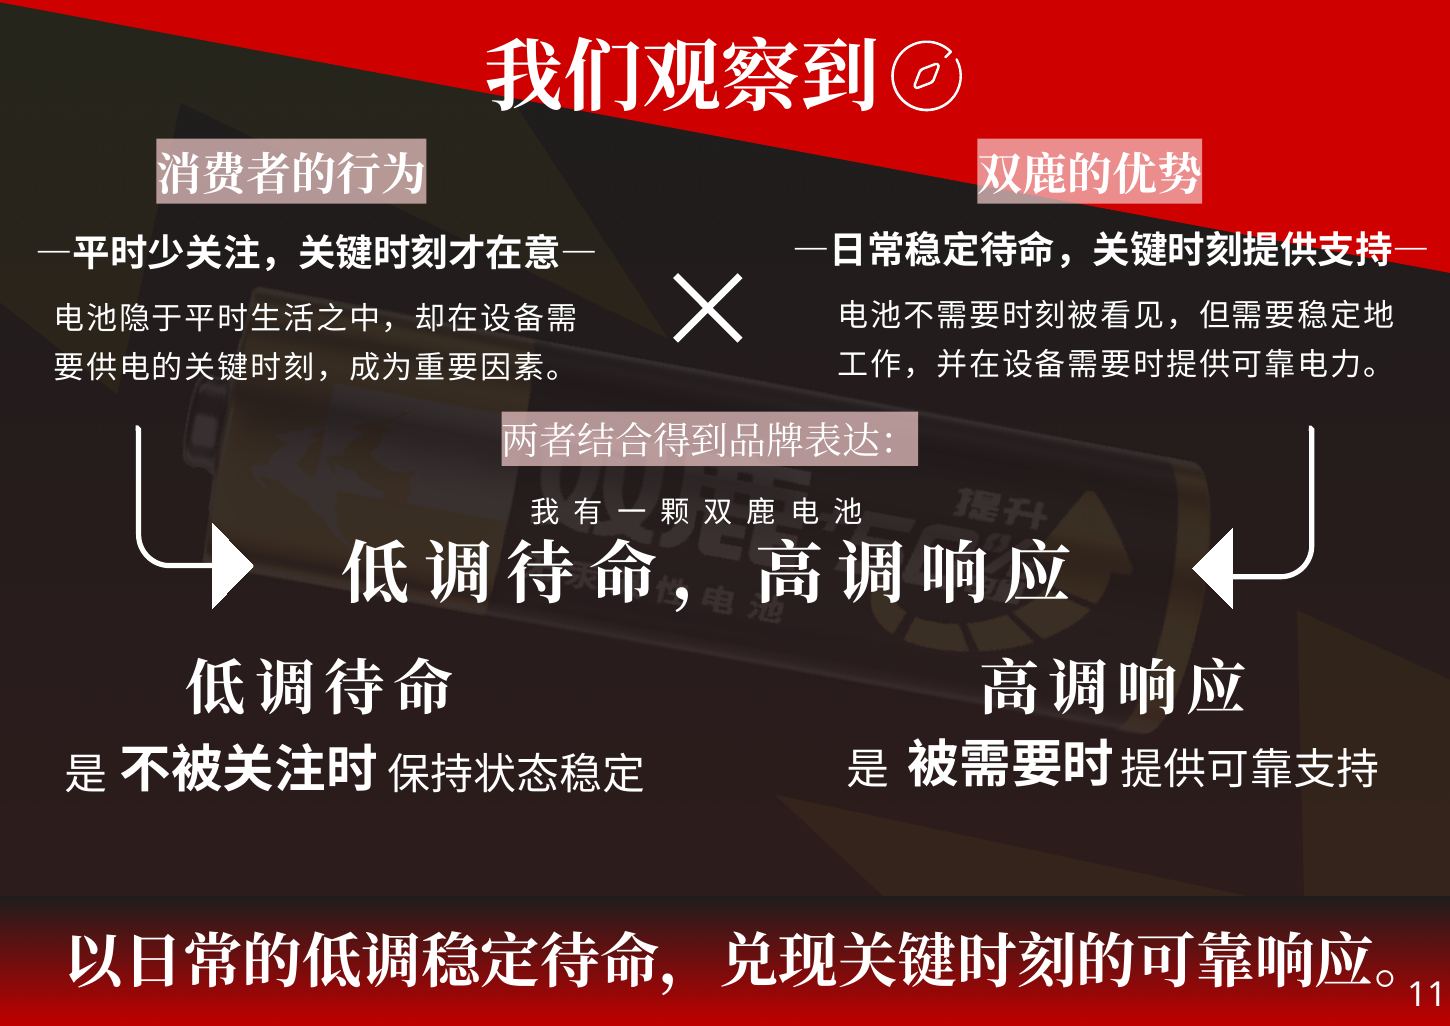 我们观察到
消费者的行为
—平时少关注，关键时刻才在意—
电池隐于平时生活之中，却在设备需
要供电的关键时刻，成为重要因素。
双鹿的优势
—日常稳定待命，关键时刻提供支持—
电池不需要时刻被看见，但需要稳定地
工作，并在设备需要时提供可靠电力。
两者结合得到品牌表达：
我有一颗双鹿电池
低调待命，高调响应
双鹿
提升
性电池
低调待命
是 不被关注时 保持状态稳定
高调响应
是 被需要时 提供可靠支持
以日常的低调稳定待命，兑现关键时刻的可靠响应。
11